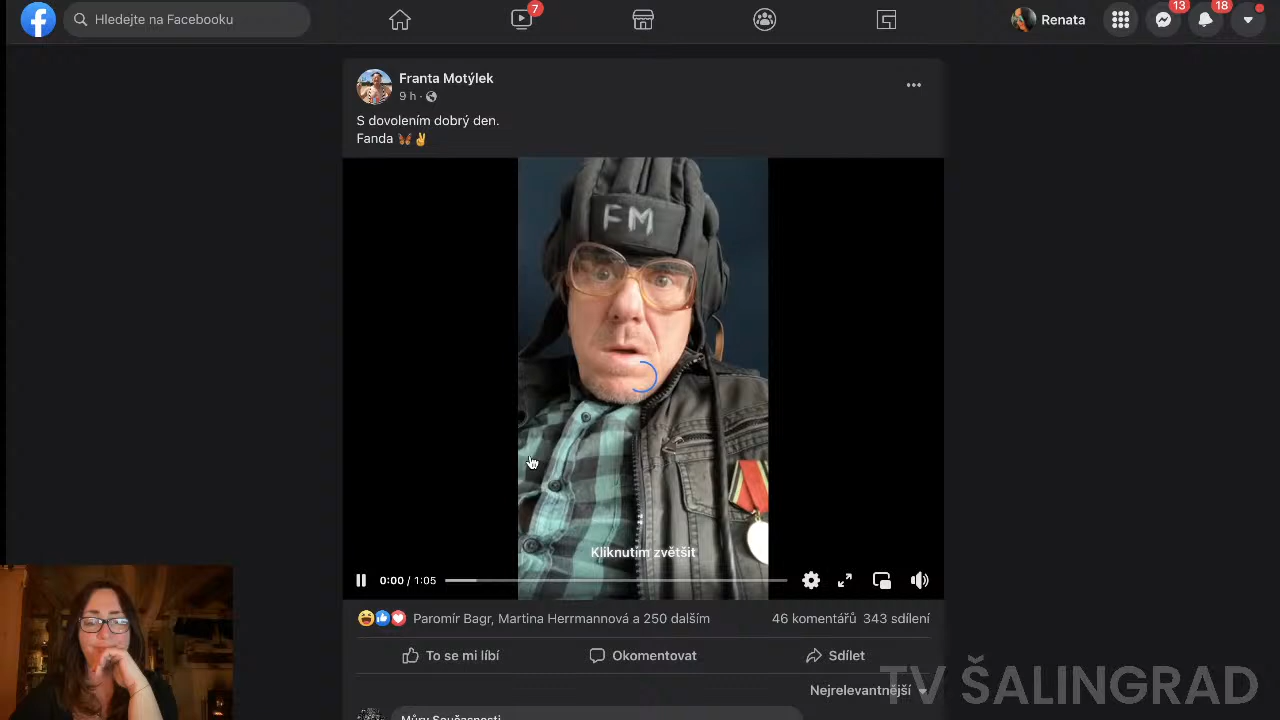 Hledejte na Facebooku
7
Renata
13
18
Franta Motýlek
9 h
S dovolením dobrý den.
Fanda 🦋✌
FM
Kliknutím zvětšit
0:00 / 1:05
Paromír Bagr, Martina Herrmannová a 250 dalším
46 komentářů 343 sdílení
To se mi líbí
Okomentovat
Sdílet
Nejrelevantnější
TV ŠALINGRAD
Můry Současnosti